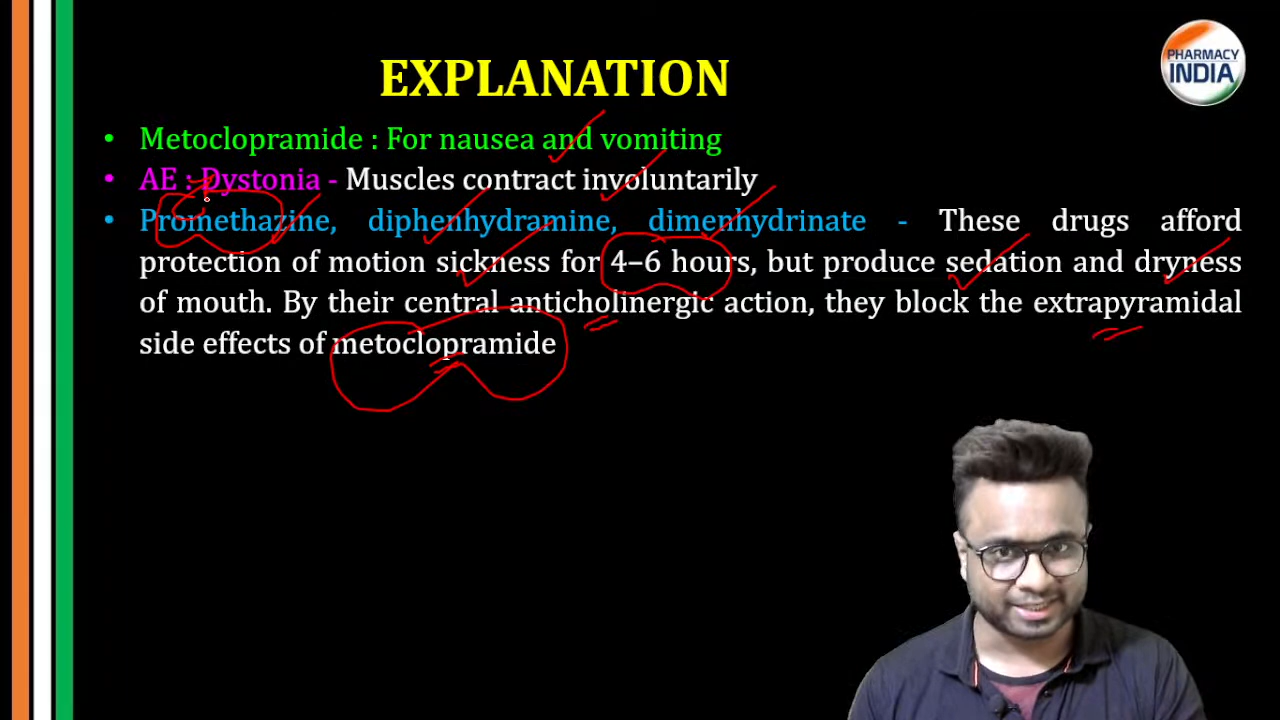 PHARMACY
INDIA
EXPLANATION
• Metoclopramide : For nausea and vomiting
• AE : Dystonia - Muscles contract involuntarily
• Promethazine, diphenhydramine, dimenhydrinate - These drugs afford
protection of motion sickness for 4–6 hours, but produce sedation and dryness
of mouth. By their central anticholinergic action, they block the extrapyramidal
side effects of metoclopramide